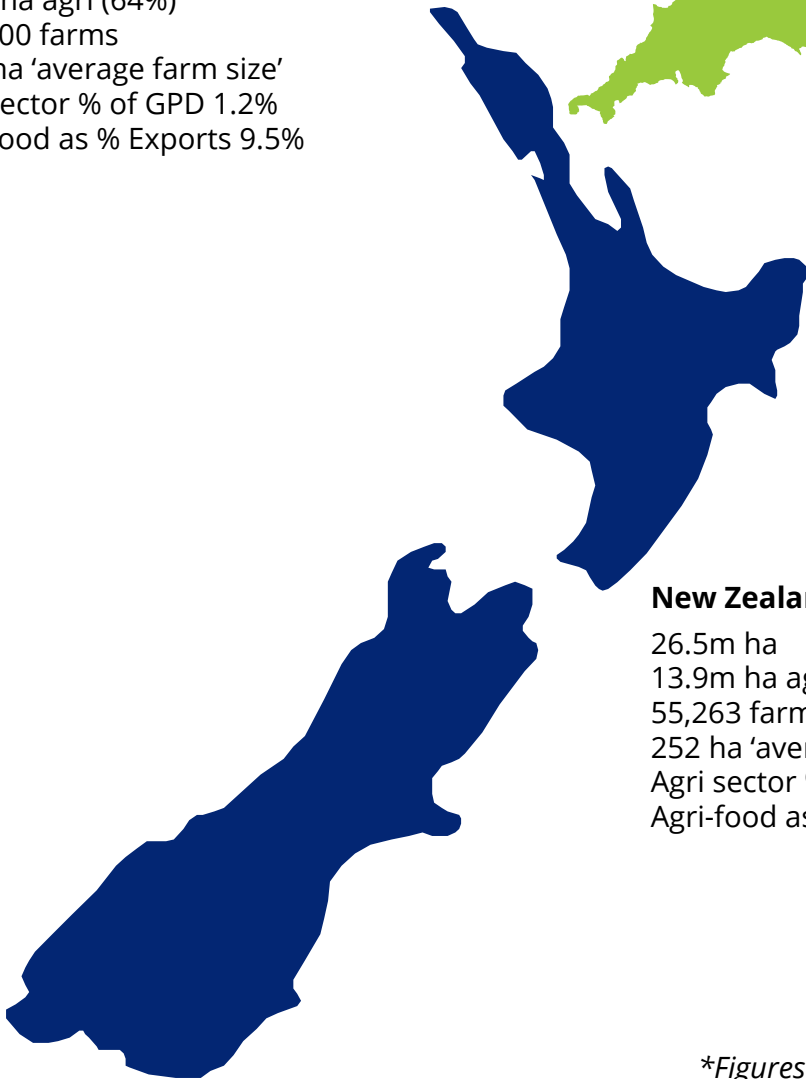 ha agri (64%)
00 farms
ha ‘average farm size’
ector % of GPD 1.2%
ood as % Exports 9.5%
New Zeala
26.5m ha
13.9m ha ag
55,263 farm
252 ha ‘aver
Agri sector
Agri-food as
*Figures